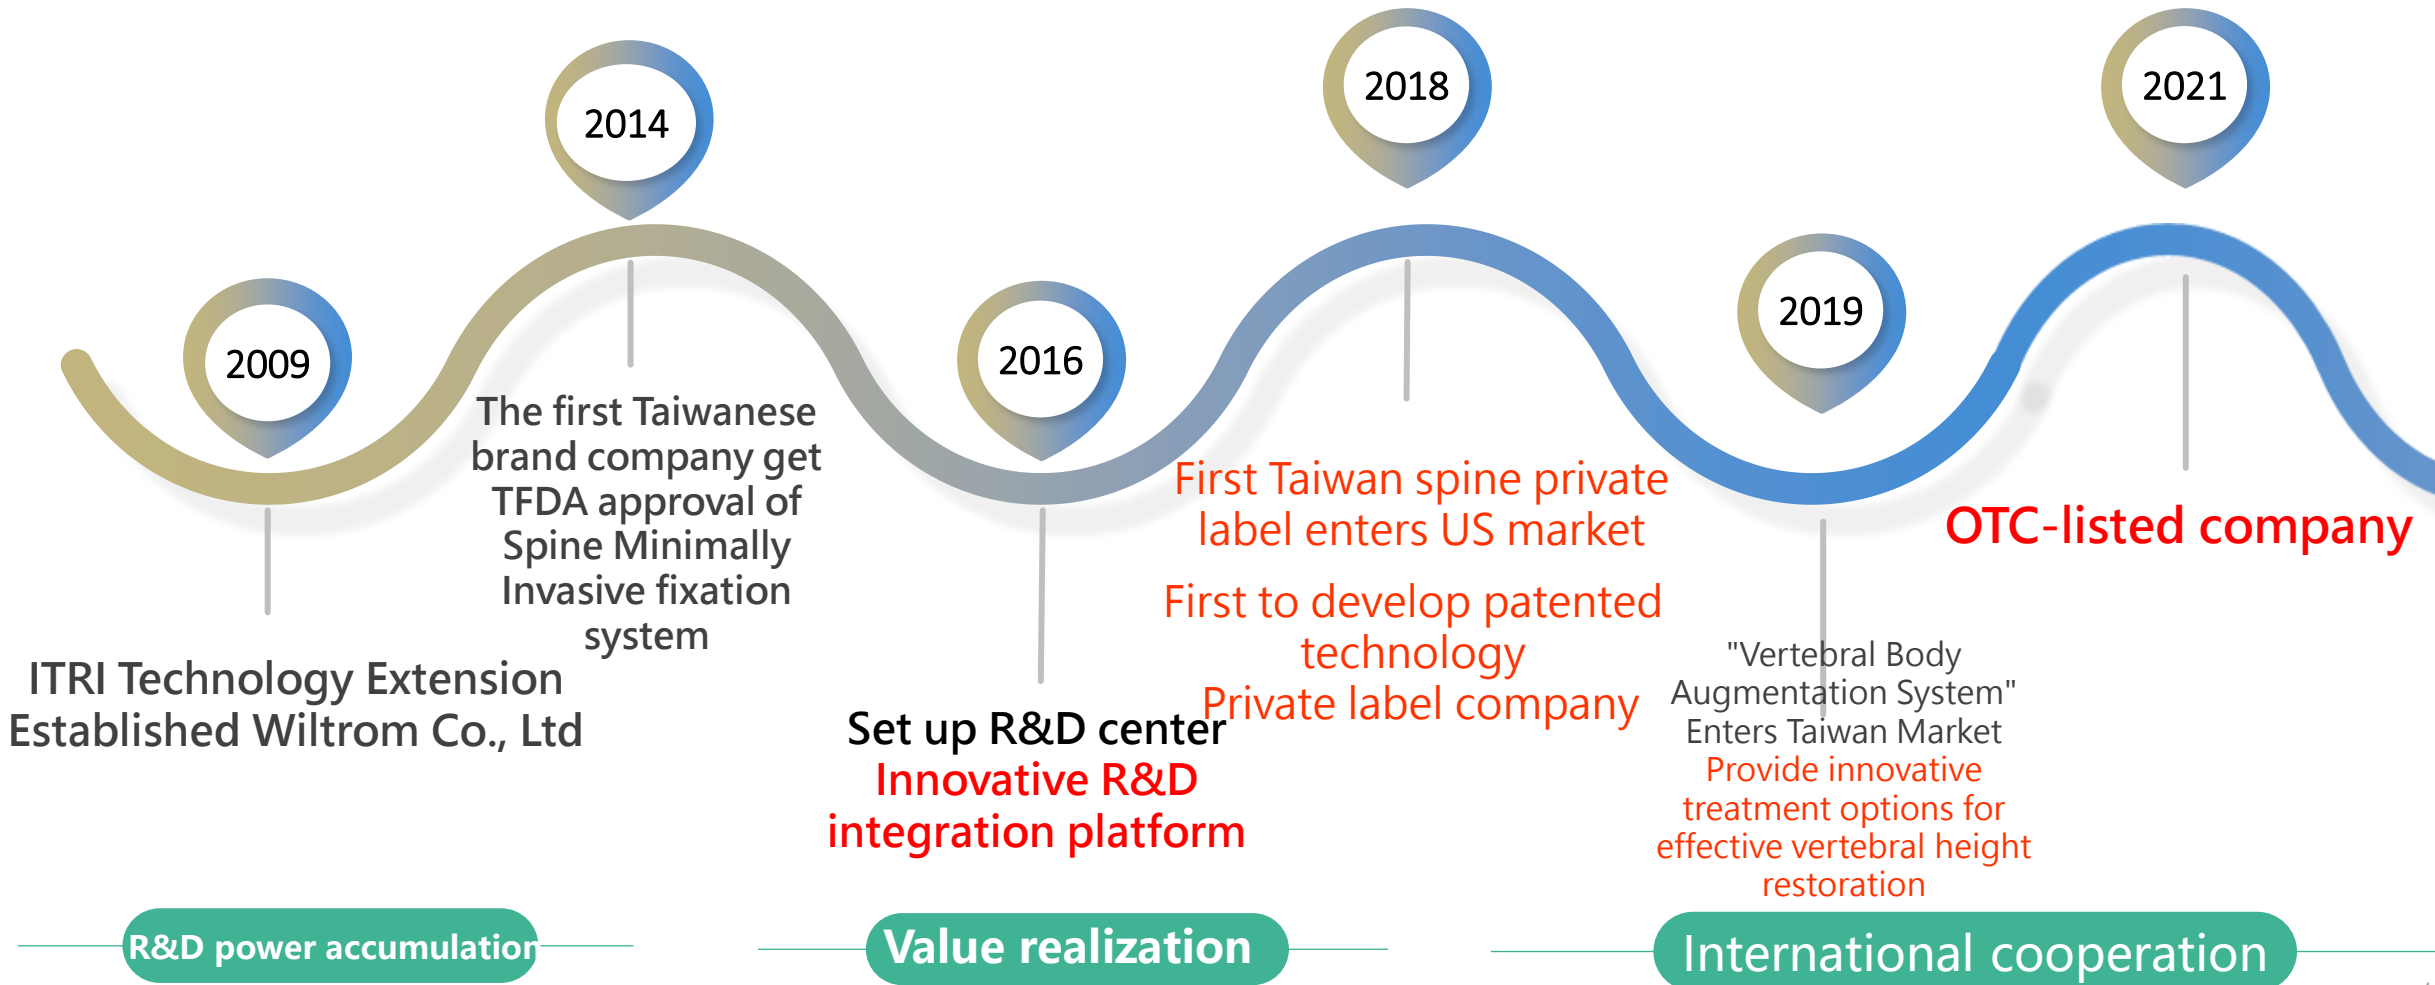 2009
ITRI Technology Extension
Established Wiltrom Co., Ltd
2014
The first Taiwanese
brand company get
TFDA approval of
Spine Minimally
Invasive fixation
system
2016
Set up R&D center
Innovative R&D
integration platform
2018
First Taiwan spine private
label enters US market
First to develop patented
technology
Private label company
2019
"Vertebral Body
Augmentation System"
Enters Taiwan Market
Provide innovative
treatment options for
effective vertebral height
restoration
2021
OTC-listed company
R&D power accumulation
Value realization
International cooperation